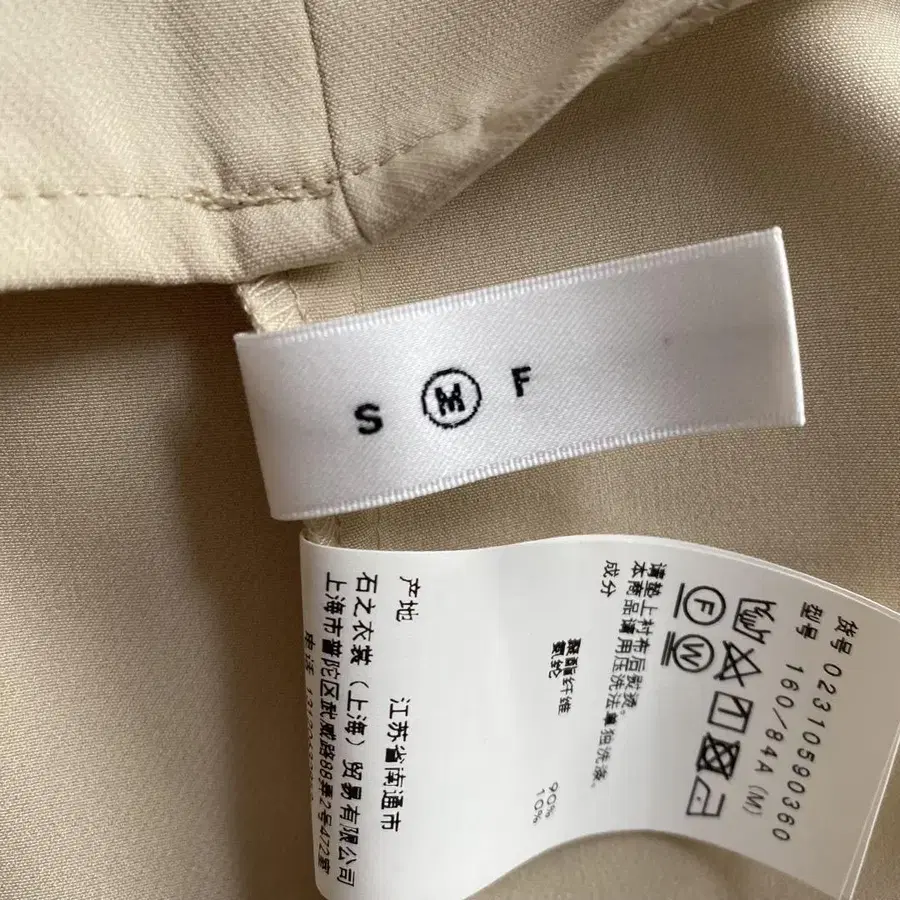 S M F
货号 02310590360
型号 160/84A(M)
F W
请垫上衬布后熨烫。
本商品请用压洗法单独洗涤。
成分
聚酯纤维 90%
氨纶 10%
产地 江苏省南通市
石之衣裳(上海)贸易有限公司
上海市普陀区武威路88弄2号472室
电话